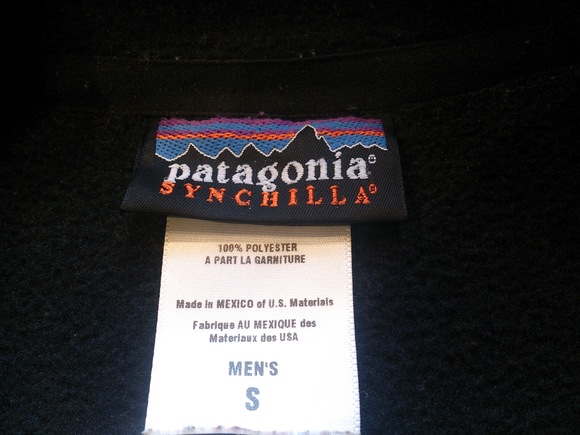 patagonia®
SYNCHILLA®
100% POLYESTER
A PART LA GARNITURE
Made in MEXICO of U.S. Materials
Fabrique AU MEXIQUE des
Materiaux des USA
MEN'S
S